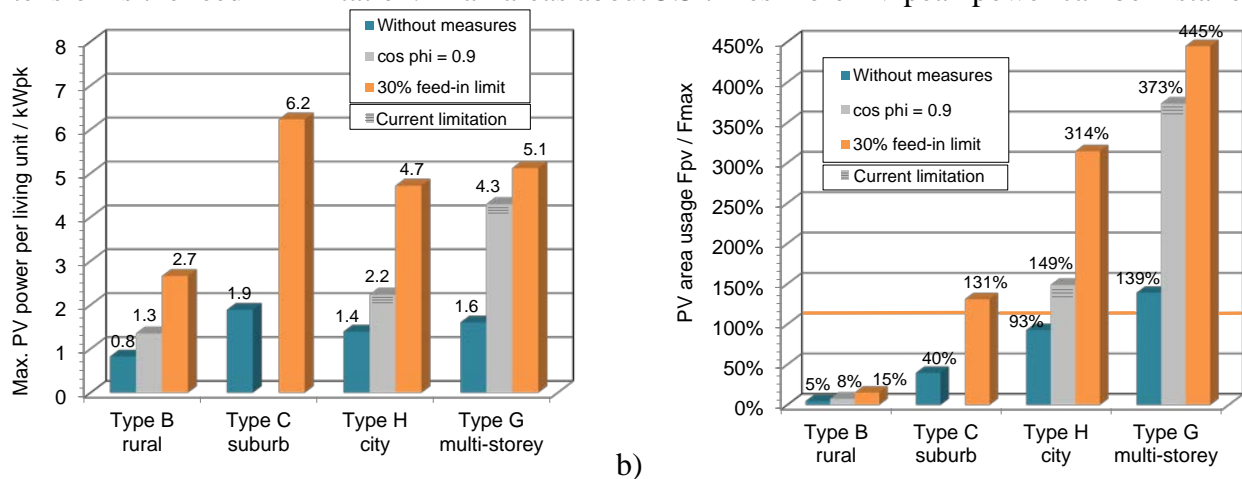 8
7
6
5
4
3
2
1
0
Max. PV power per living unit / kWpk
Without measures
cos phi = 0.9
30% feed-in limit
Current limitation
0.8
1.3
2.7
1.9
6.2
1.4
2.2
4.7
1.6
4.3
5.1
Type B
rural
Type C
suburb
Type H
city
Type G
multi-storey
b)
450%
400%
350%
300%
250%
200%
150%
100%
50%
0%
PV area usage Fpv / Fmax
Without measures
cos phi = 0.9
30% feed-in limit
Current limitation
5%
8%
15%
40%
131%
93%
149%
314%
139%
373%
445%
Type B
rural
Type C
suburb
Type H
city
Type G
multi-storey